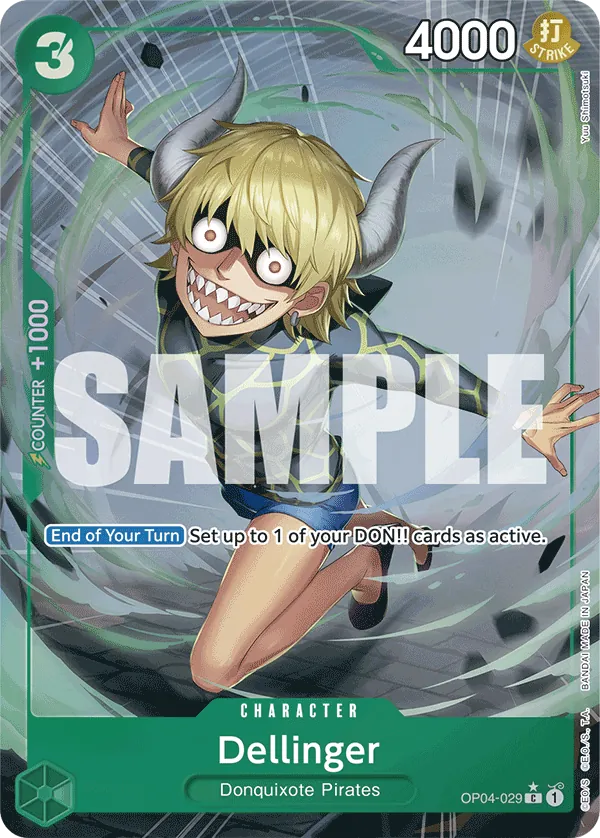 3
4000
打
STRIKE
Yuu Shimotsuki
COUNTER +1000
SAMPLE
End of Your Turn Set up to 1 of your DON!! cards as active.
CHARACTER
Dellinger
Donquixote Pirates
OP04-029 C 1
©EO/S ©E.O./S., T.A. BANDAI MADE IN JAPAN